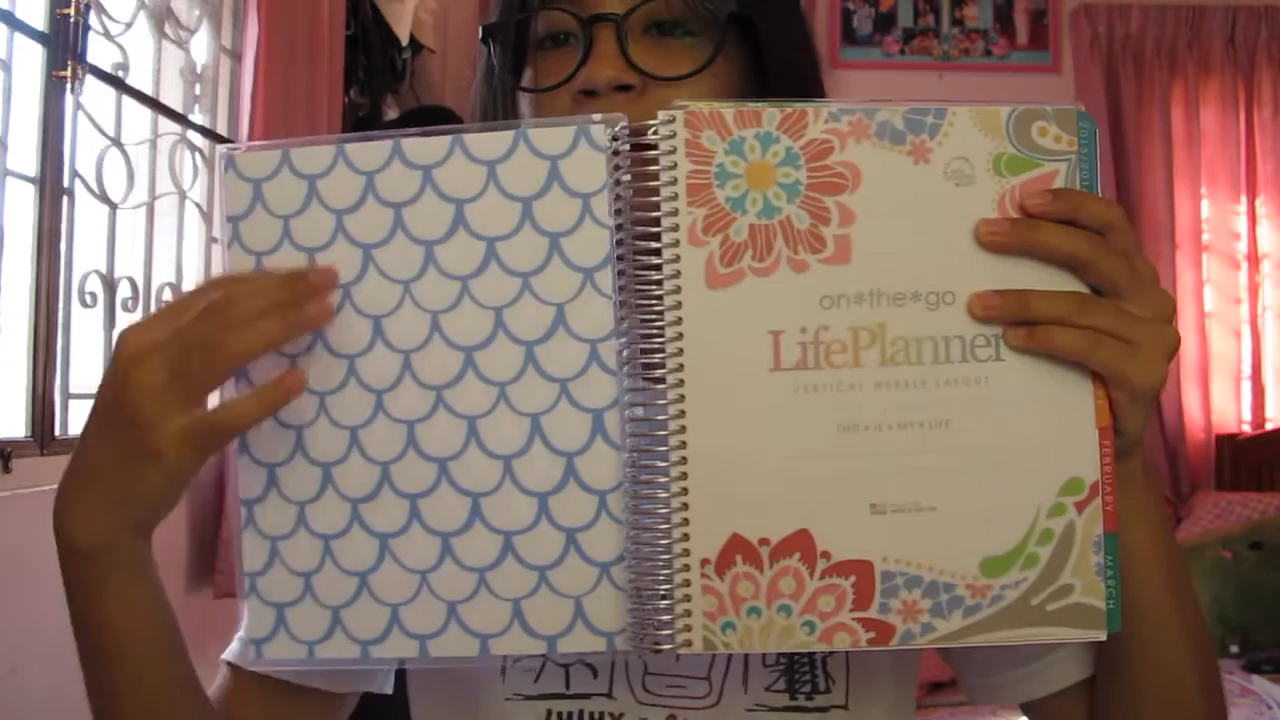 on*the*go
LifePlanner
VERTICAL WEEKLY LAYOUT
THIS * IS * MY * LIFE
FEBRUARY
MARCH